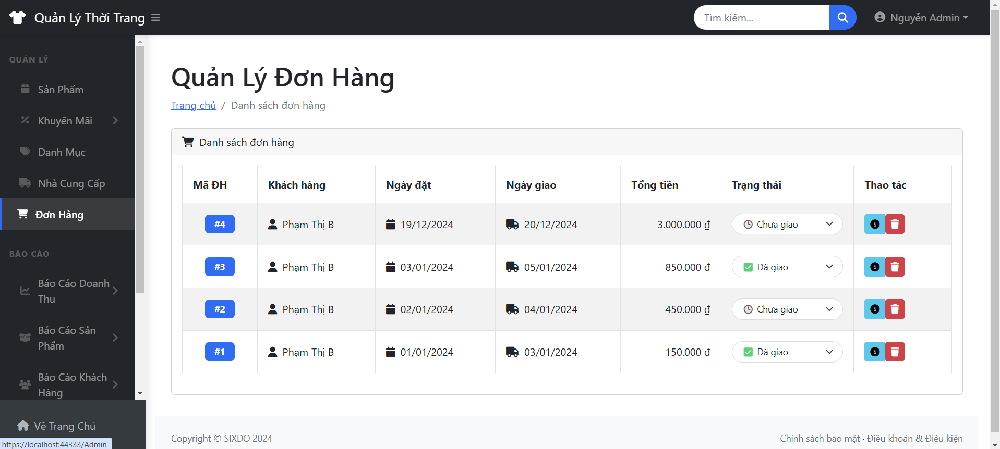 Quản Lý Thời Trang
Tìm kiếm...
Nguyễn Admin
QUẢN LÝ
Sản Phẩm
Khuyến Mãi
Danh Mục
Nhà Cung Cấp
Đơn Hàng
BÁO CÁO
Báo Cáo Doanh
Thu
Báo Cáo Sản
Phẩm
Báo Cáo Khách
Hàng
Về Trang Chủ
https://localhost:44333/Admin
Quản Lý Đơn Hàng
Trang chủ / Danh sách đơn hàng
Danh sách đơn hàng
Mã ĐH Khách hàng Ngày đặt Ngày giao Tổng tiền Trạng thái Thao tác
#4 Phạm Thị B 19/12/2024 20/12/2024 3.000.000 ₫ Chưa giao
#3 Phạm Thị B 03/01/2024 05/01/2024 850.000 ₫ Đã giao
#2 Phạm Thị B 02/01/2024 04/01/2024 450.000 ₫ Chưa giao
#1 Phạm Thị B 01/01/2024 03/01/2024 150.000 ₫ Đã giao
Copyright © SIXDO 2024
Chính sách bảo mật · Điều khoản & Điều kiện